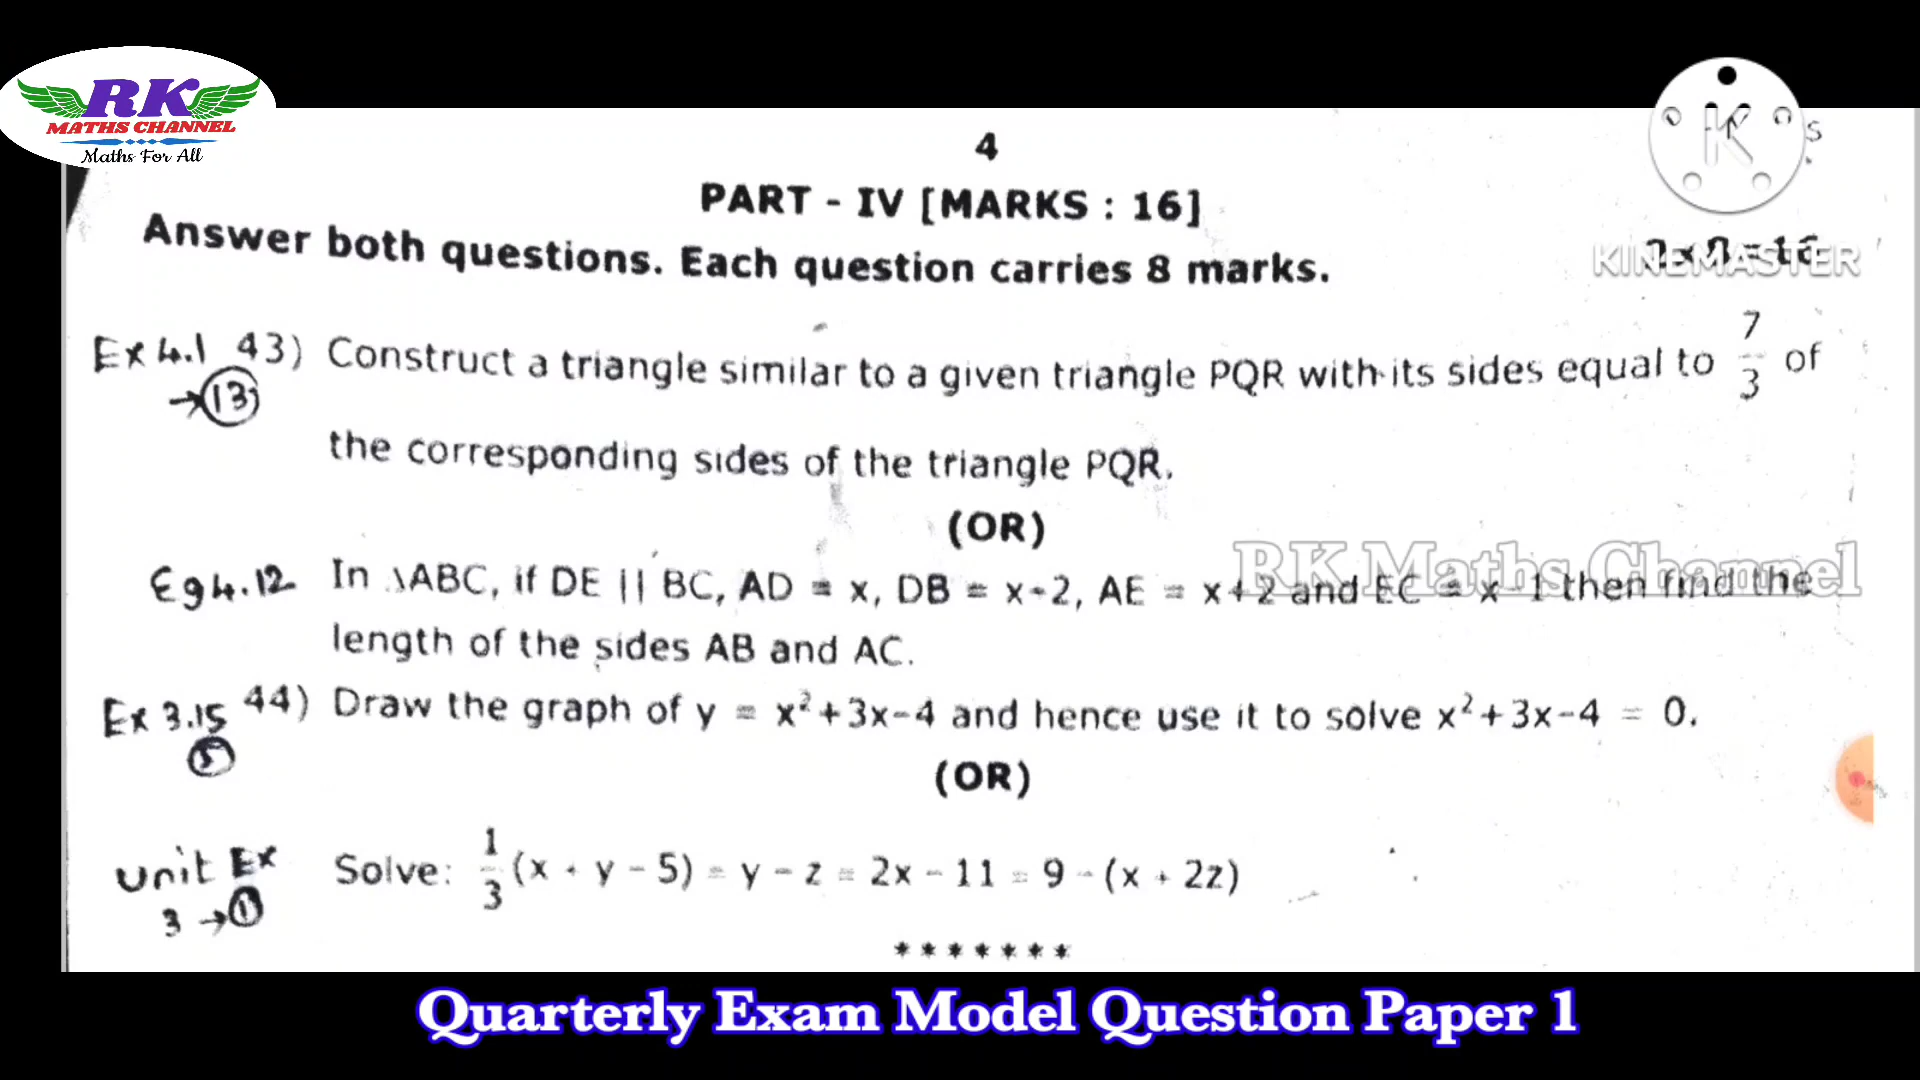 RK
MATHS CHANNEL
Maths For All
4
PART - IV [MARKS : 16]
Answer both questions. Each question carries 8 marks.
KINEMASTER
Ex 4.1 43) Construct a triangle similar to a given triangle PQR with its sides equal to 7/3 of
→ 13
the corresponding sides of the triangle PQR.
(OR)
RK Maths Channel
Eg 4.12 In ΔABC, if DE || BC, AD = x, DB = x-2, AE = x+2 and EC = x-1 then find the
length of the sides AB and AC.
Ex 3.15 44) Draw the graph of y = x²+3x-4 and hence use it to solve x²+3x-4 = 0.
5
(OR)
Unit Ex Solve: 1/3 (x + y - 5) = y - z = 2x - 11 = 9 - (x + 2z)
3 → 1
*******
Quarterly Exam Model Question Paper 1